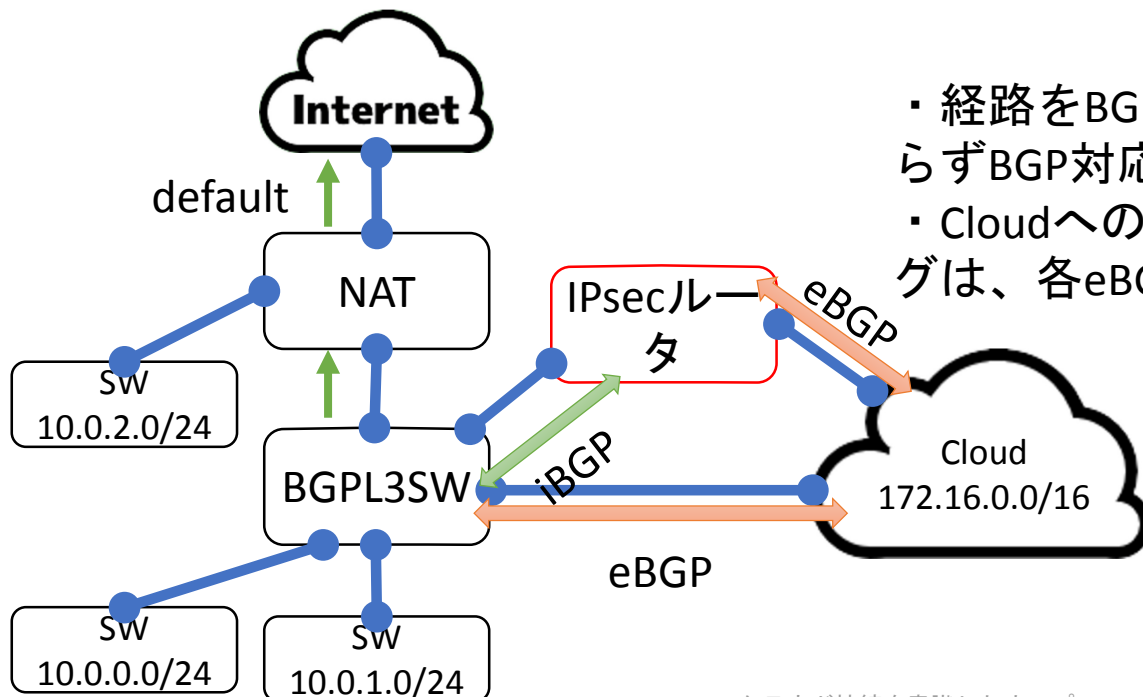 Internet
・経路をBG
らずBGP対応
・Cloudへの
グは、各eBG
default
NAT
IPsecルー
タ
eBGP
SW
10.0.2.0/24
BGPL3SW
iBGP
Cloud
172.16.0.0/16
eBGP
SW
10.0.0.0/24
SW
10.0.1.0/24